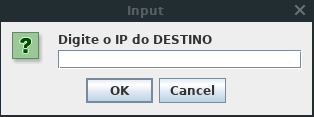 Input
Digite o IP do DESTINO
OK
Cancel